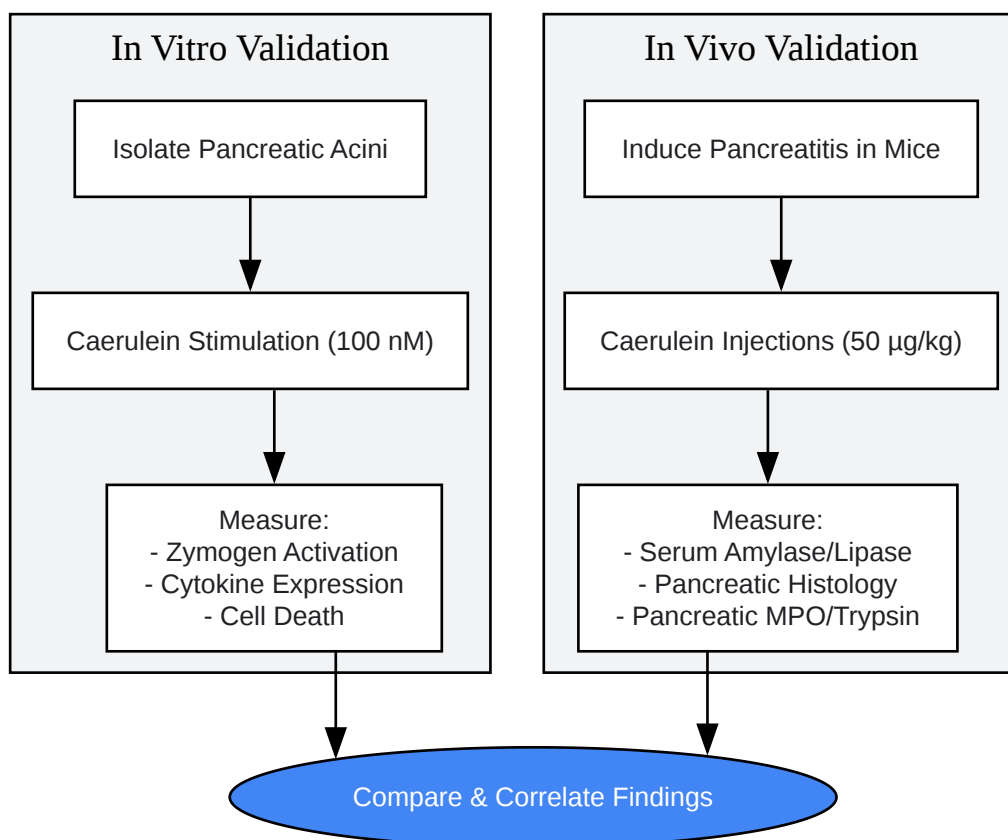 In Vitro Validation
Isolate Pancreatic Acini
Caerulein Stimulation (100 nM)
Measure:
- Zymogen Activation
- Cytokine Expression
- Cell Death
In Vivo Validation
Induce Pancreatitis in Mice
Caerulein Injections (50 µg/kg)
Measure:
- Serum Amylase/Lipase
- Pancreatic Histology
- Pancreatic MPO/Trypsin
Compare & Correlate Findings